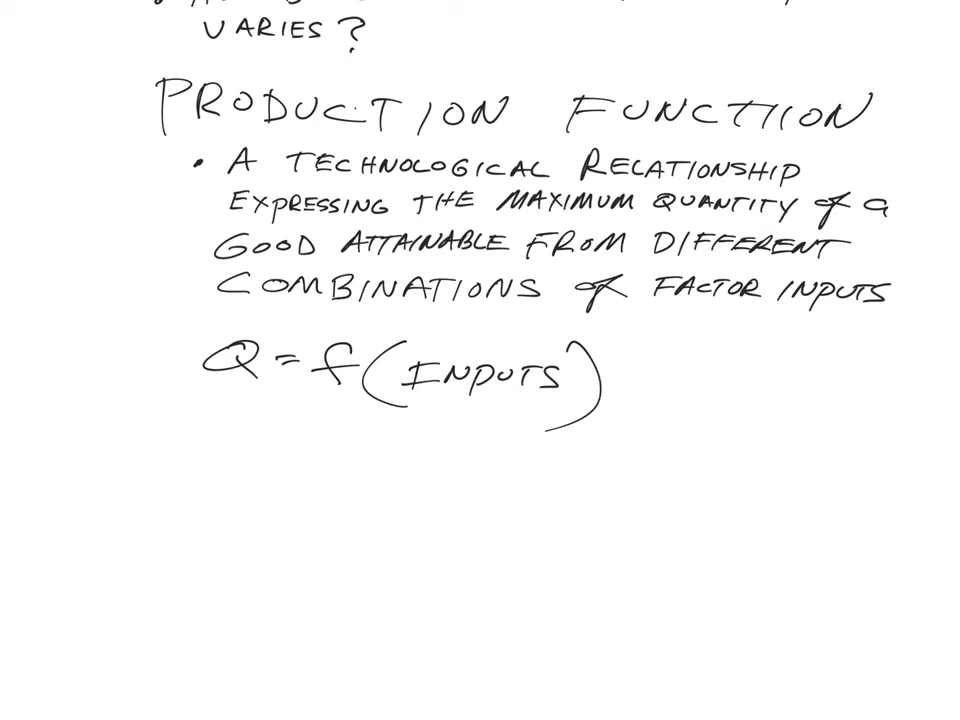 VARIES?
PRODUCTION FUNCTION
• A TECHNOLOGICAL RELATIONSHIP
EXPRESSING THE MAXIMUM QUANTITY of a
GOOD ATTAINABLE FROM DIFFERENT
COMBINATIONS of FACTOR INPUTS
Q = f(INPUTS)